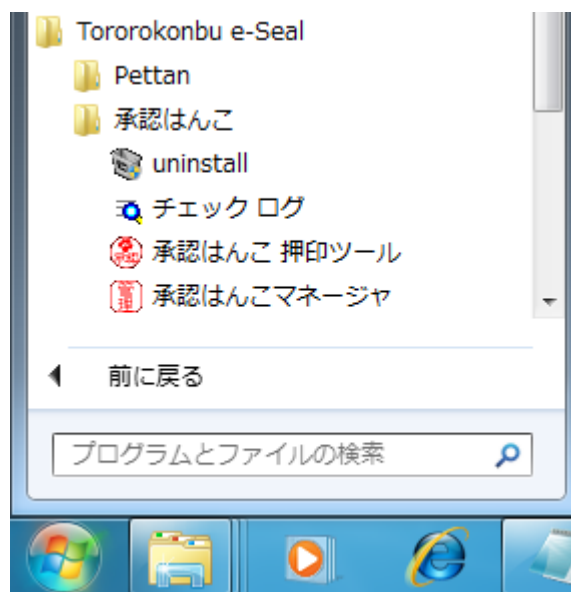 Tororokonbu e-Seal
Pettan
承認はんこ
uninstall
チェック ログ
承認はんこ 押印ツール
承認はんこマネージャ
前に戻る
プログラムとファイルの検索